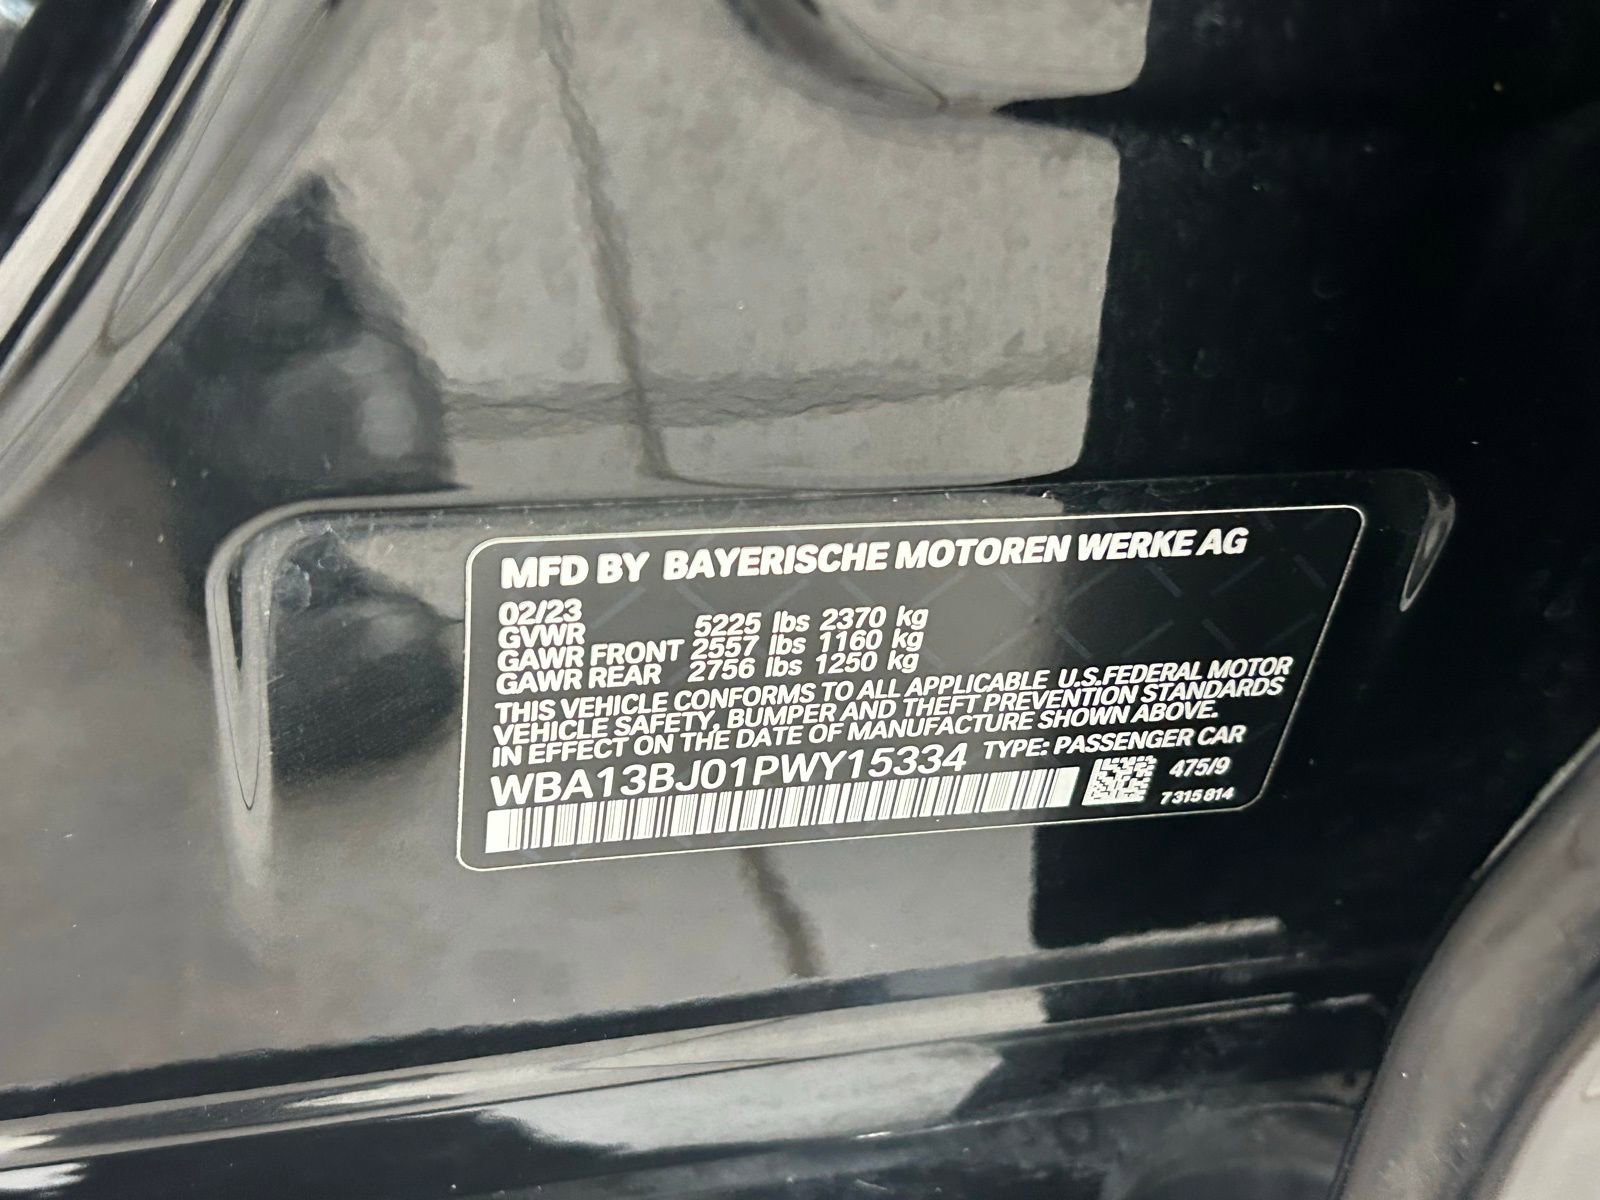 MFD BY BAYERISCHE MOTOREN WERKE AG
02/23
GVWR 5225 lbs 2370 kg
GAWR FRONT 2557 lbs 1160 kg
GAWR REAR 2756 lbs 1250 kg
THIS VEHICLE CONFORMS TO ALL APPLICABLE U.S.FEDERAL MOTOR
VEHICLE SAFETY, BUMPER AND THEFT PREVENTION STANDARDS
IN EFFECT ON THE DATE OF MANUFACTURE SHOWN ABOVE.
WBA13BJ01PWY15334 TYPE: PASSENGER CAR
475/9
7 315 814